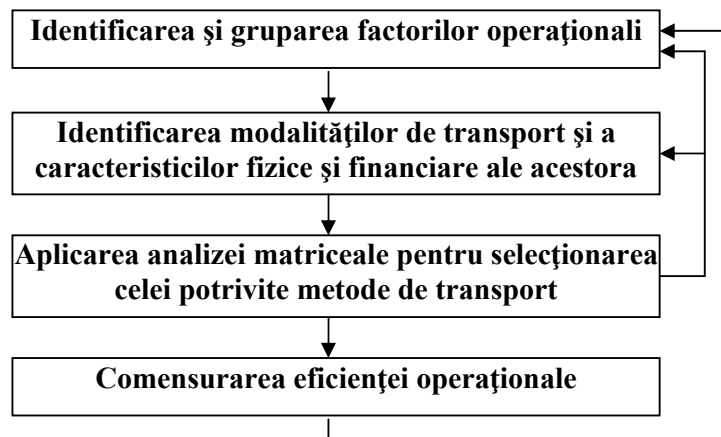 Identificarea şi gruparea factorilor operaţionali
Identificarea modalităţilor de transport şi a
caracteristicilor fizice şi financiare ale acestora
Aplicarea analizei matriceale pentru selecţionarea
celei potrivite metode de transport
Comensurarea eficienţei operaţionale